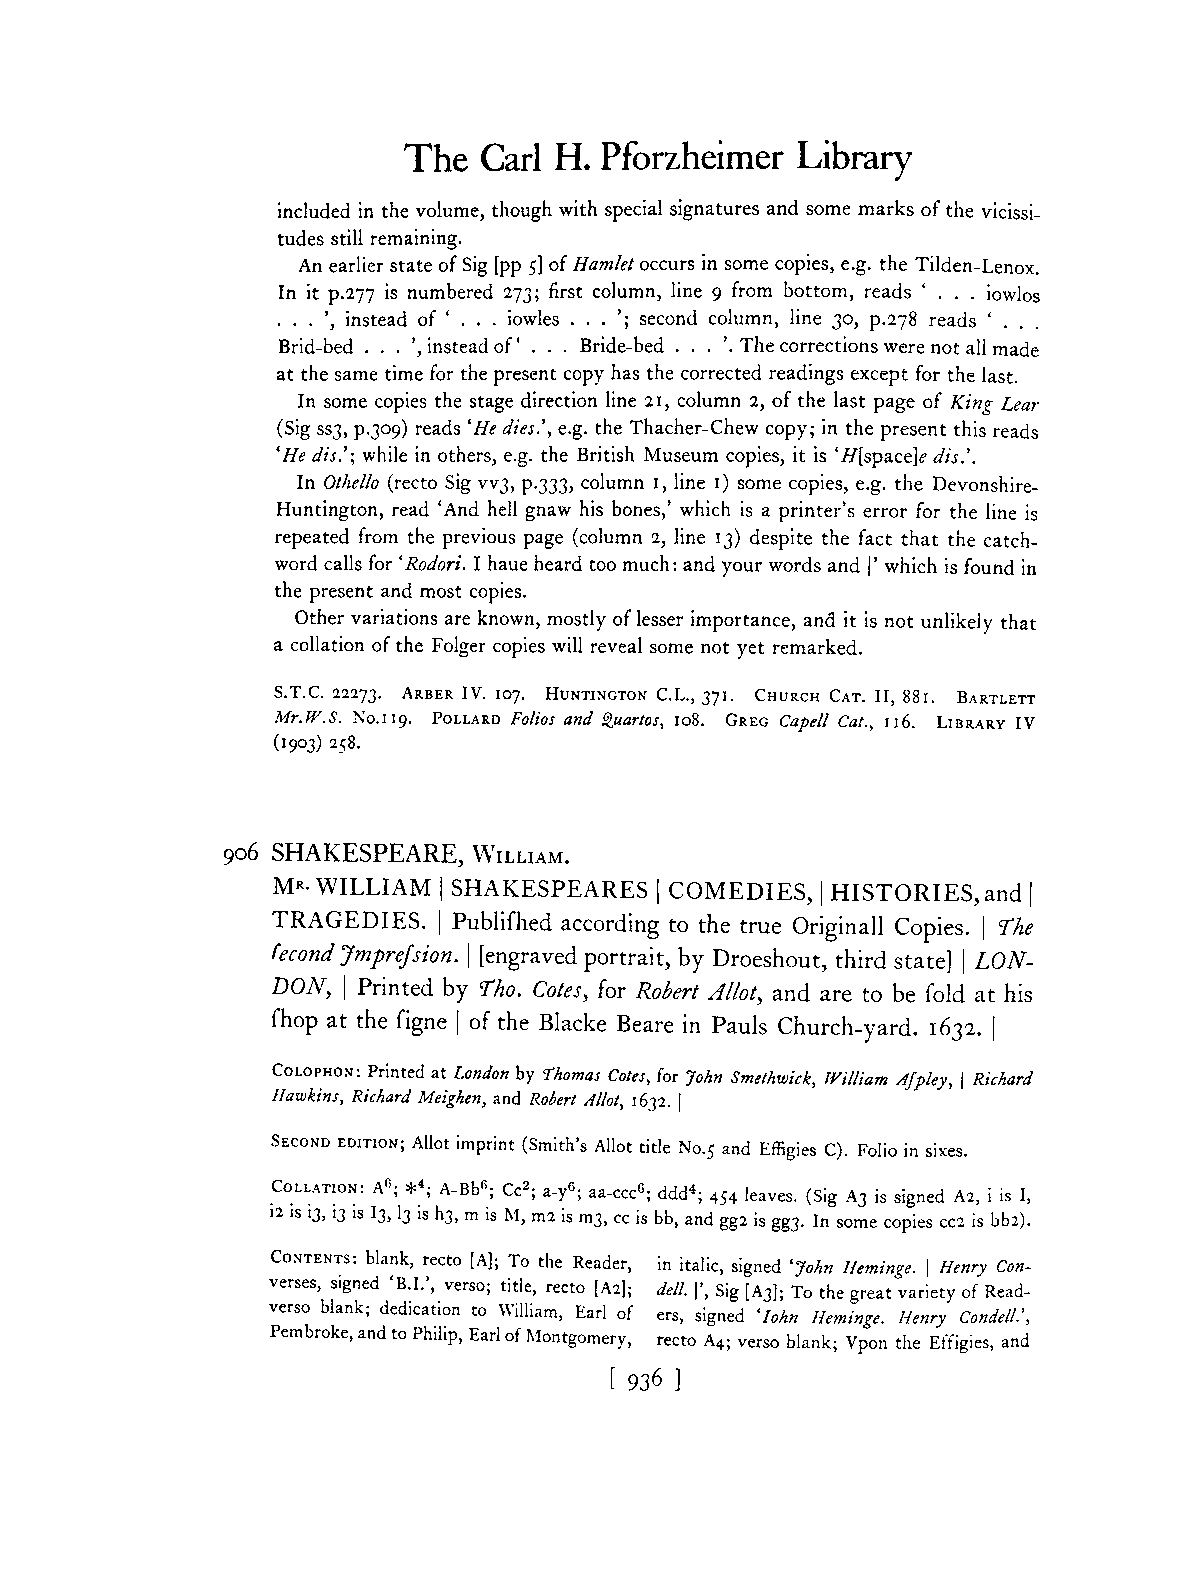 The Carl H. Pforzheimer Library
included in the volume, though with special signatures and some marks of the vicissi-
tudes still remaining.
An earlier state of Sig [pp 5] of Hamlet occurs in some copies, e.g. the Tilden-Lenox.
In it p.277 is numbered 273; first column, line 9 from bottom, reads ‘ . . . iowlos
. . . ’, instead of ‘ . . . iowles . . . ’; second column, line 30, p.278 reads ‘ . . .
Brid-bed . . . ’, instead of ‘ . . . Bride-bed . . . ’. The corrections were not all made
at the same time for the present copy has the corrected readings except for the last.
In some copies the stage direction line 21, column 2, of the last page of King Lear
(Sig ss3, p.309) reads ‘He dies.’, e.g. the Thacher-Chew copy; in the present this reads
‘He dis.’; while in others, e.g. the British Museum copies, it is ‘H[space]e dis.’.
In Othello (recto Sig vv3, p.333, column 1, line 1) some copies, e.g. the Devonshire-
Huntington, read ‘And hell gnaw his bones,’ which is a printer’s error for the line is
repeated from the previous page (column 2, line 13) despite the fact that the catch-
word calls for ‘Rodori. I haue heard too much: and your words and |’ which is found in
the present and most copies.
Other variations are known, mostly of lesser importance, and it is not unlikely that
a collation of the Folger copies will reveal some not yet remarked.
S.T.C. 22273. Arber IV. 107. Huntington C.L., 371. Church Cat. II, 881. Bartlett
Mr.W.S. No.119. Pollard Folios and Quartos, 108. Greg Capell Cat., 116. Library IV
(1903) 258.
906 SHAKESPEARE, William.
Mr. WILLIAM | SHAKESPEARES | COMEDIES, | HISTORIES, and |
TRAGEDIES. | Publiſhed according to the true Originall Copies. | The
ſecond Impreſsion. | [engraved portrait, by Droeshout, third state] | LON-
DON, | Printed by Tho. Cotes, for Robert Allot, and are to be ſold at his
ſhop at the ſigne | of the Blacke Beare in Pauls Church-yard. 1632. |
Colophon: Printed at London by Thomas Cotes, for John Smethwick, William Aſpley, | Richard
Hawkins, Richard Meighen, and Robert Allot, 1632. |
Second edition; Allot imprint (Smith’s Allot title No.5 and Effigies C). Folio in sixes.
Collation: A⁶; *⁴; A-Bb⁶; Cc²; a-y⁶; aa-ccc⁶; ddd⁴; 454 leaves. (Sig A3 is signed A2, i is I,
i2 is i3, i3 is I3, l3 is h3, m is M, m2 is m3, cc is bb, and gg2 is gg3. In some copies cc2 is bb2).
Contents: blank, recto [A]; To the Reader,
verses, signed ‘B.I.’, verso; title, recto [A2];
verso blank; dedication to William, Earl of
Pembroke, and to Philip, Earl of Montgomery,
in italic, signed ‘John Heminge. | Henry Con-
dell. |’, Sig [A3]; To the great variety of Read-
ers, signed ‘Iohn Heminge. Henry Condell.’,
recto A4; verso blank; Vpon the Effigies, and
[ 936 ]